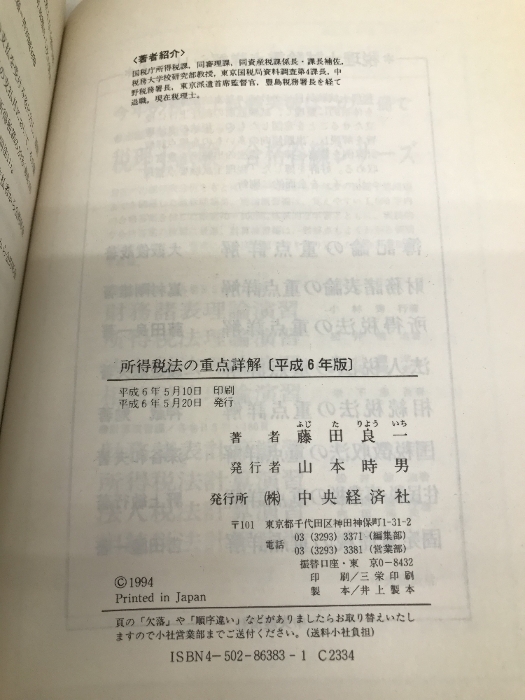 〈著者紹介〉
国税庁所得税課、同審理課、同資産税課係長・課長補佐、
税務大学校研究部教授、東京国税局資料調査第4課長、中
野税務署長、東京派遣首席監督官、豊島税務署長を経て
退職。現在税理士。
所得税法の重点詳解〔平成6年版〕
平成6年5月10日 印刷
平成6年5月20日 発行
ふじ た りよう いち
著者 藤田良一
発行者 山本時男
発行所 ㈱中央経済社
〒101 東京都千代田区神田神保町1-31-2
電話 03 (3293) 3371 (編集部)
03 (3293) 3381 (営業部)
振替口座・東京0-8432
印刷/三栄印刷
製本/井上製本
©1994
Printed in Japan
頁の「欠落」や「順序違い」などがありましたらお取り替えいたし
ますので小社営業部までご送付ください。(送料小社負担)
ISBN4-502-86383-1 C2334